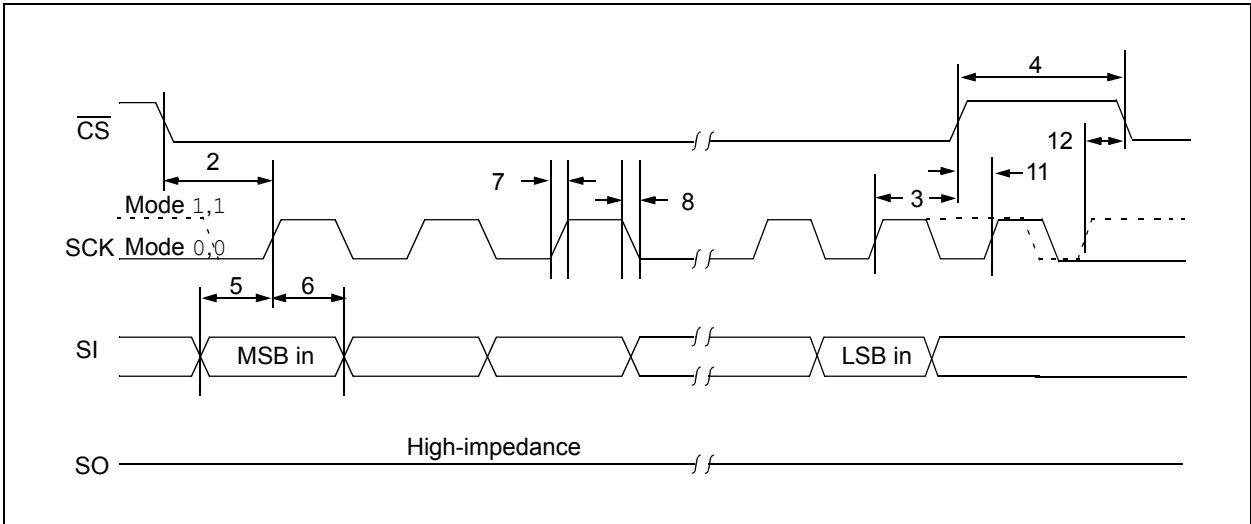 4
CS
12
2
11
7
8
3
Mode 1,1
SCK Mode 0,0
5
6
SI
MSB in
LSB in
High-impedance
SO